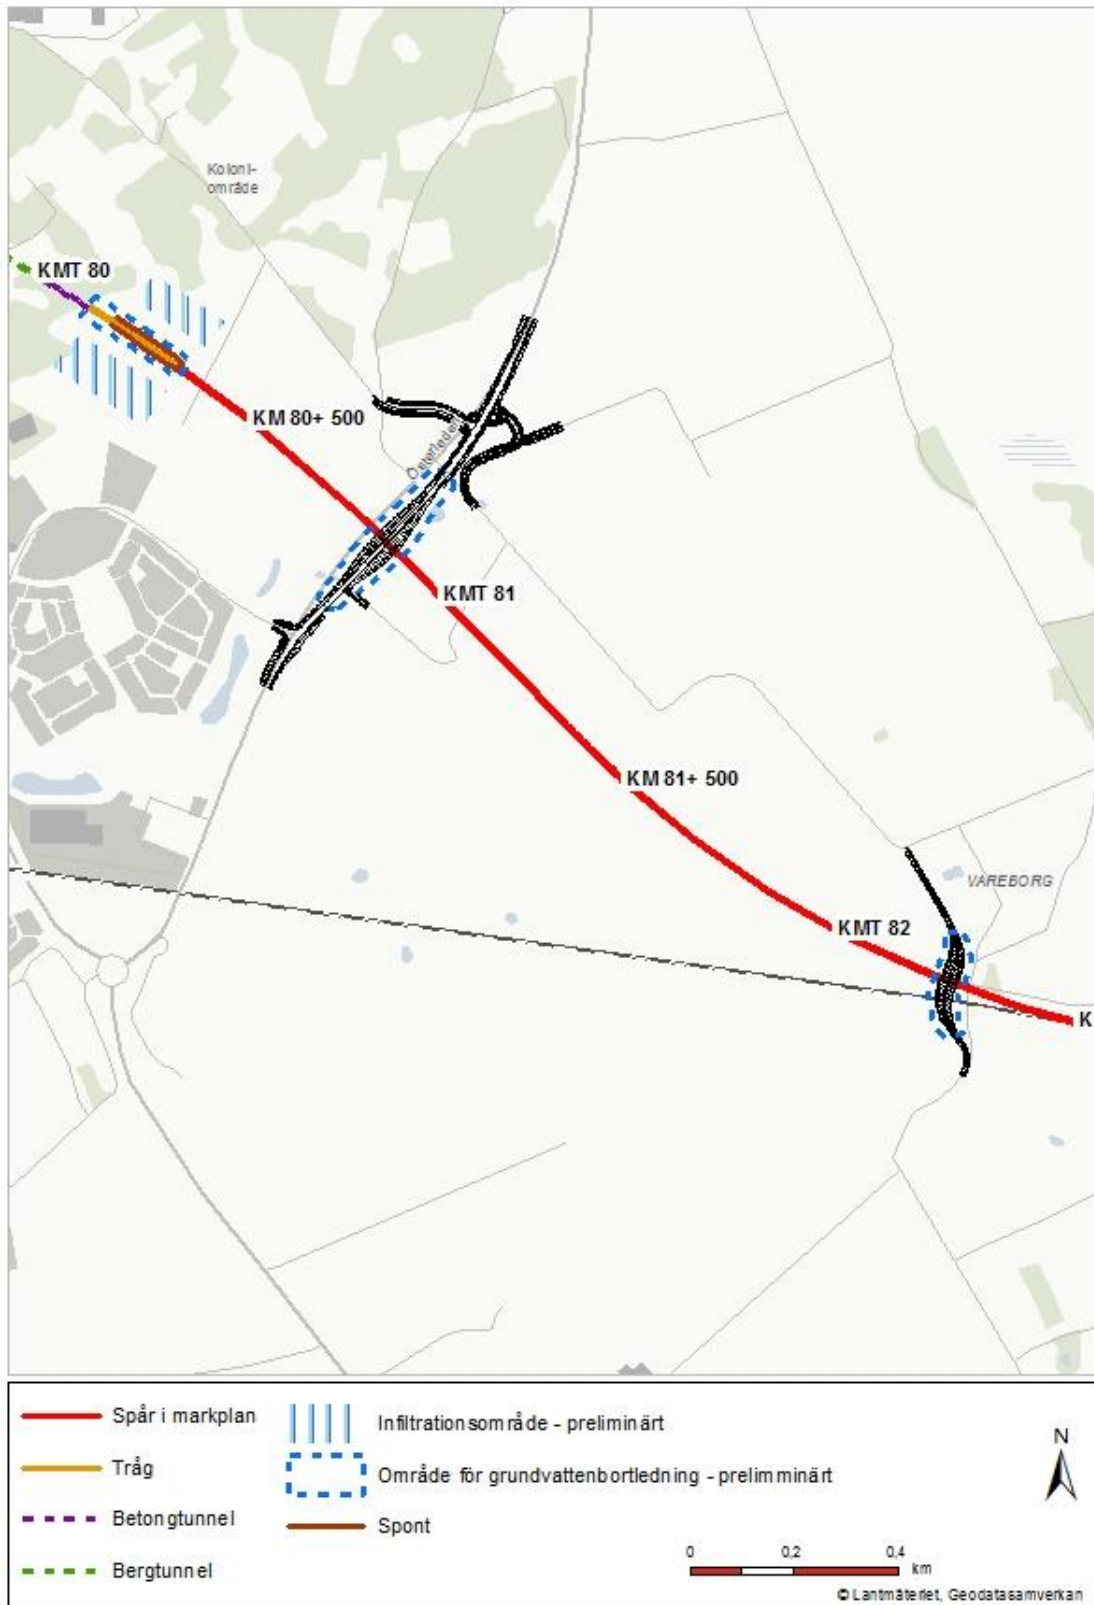 Koloni-
område
KMT 80
KM 80+ 500
Österleden
KMT 81
KM 81+ 500
VAREBORG
KMT 82
K
Spår i markplan
Tråg
Betongtunnel
Bergtunnel
Infiltrationsområde - preliminärt
Område för grundvattenbortledning - prelimminärt
Spont
N
0 0,2 0,4
km
© Lantmäteriet, Geodatasamverkan